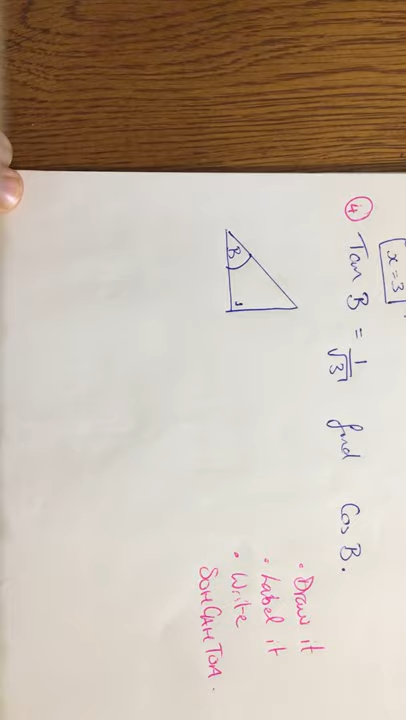 x = 3
④ Tan B = 1/√3 find Cos B.
B
• Draw it
• Label it
• Write
SOHCAHTOA.